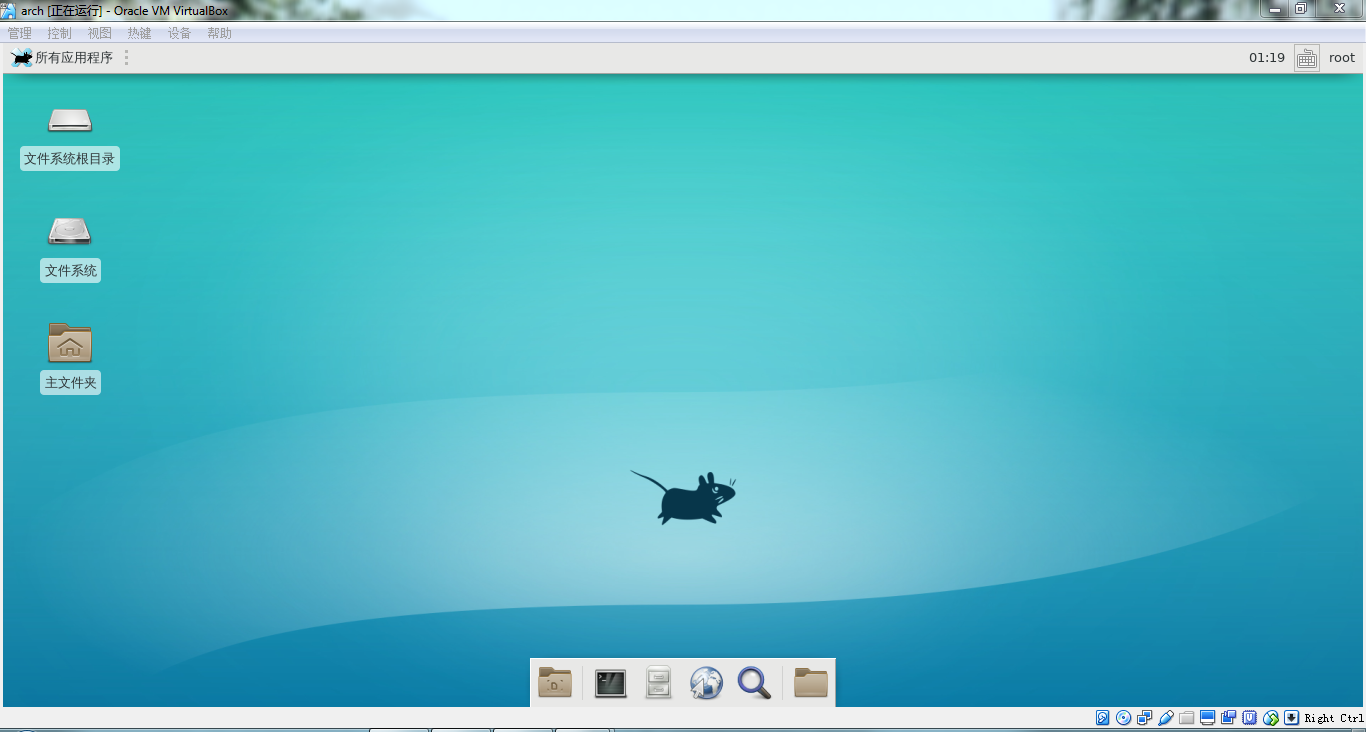 arch [正在运行] - Oracle VM VirtualBox
管理 控制 视图 热键 设备 帮助
所有应用程序 01:19 root
文件系统根目录
文件系统
主文件夹
Right Ctrl